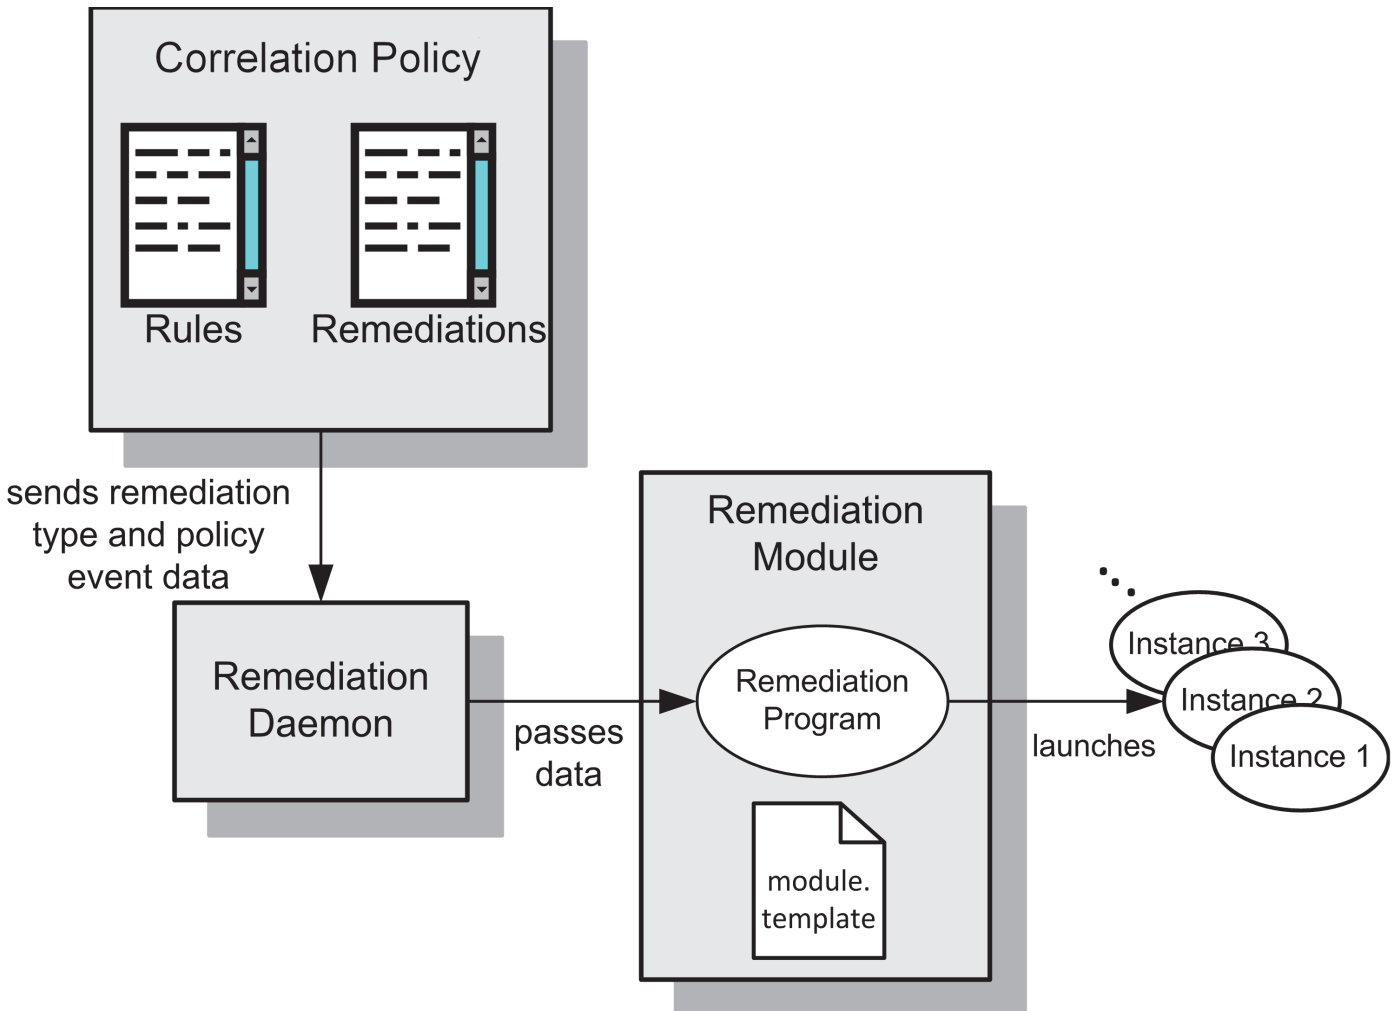 Correlation Policy
Rules
Remediations
sends remediation
type and policy
event data
Remediation
Daemon
passes
data
Remediation
Module
Remediation
Program
module.
template
launches
Instance 3
Instance 2
Instance 1